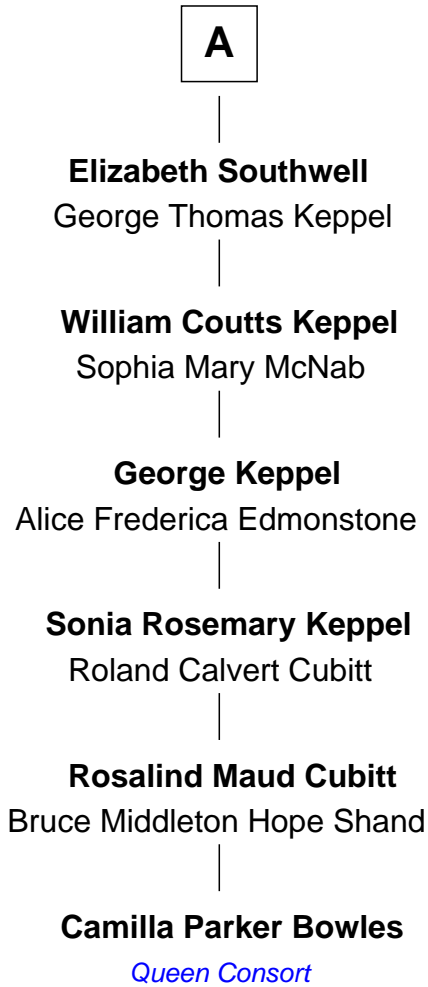 A
Elizabeth Southwell
George Thomas Keppel
William Coutts Keppel
Sophia Mary McNab
George Keppel
Alice Frederica Edmonstone
Sonia Rosemary Keppel
Roland Calvert Cubitt
Rosalind Maud Cubitt
Bruce Middleton Hope Shand
Camilla Parker Bowles
Queen Consort